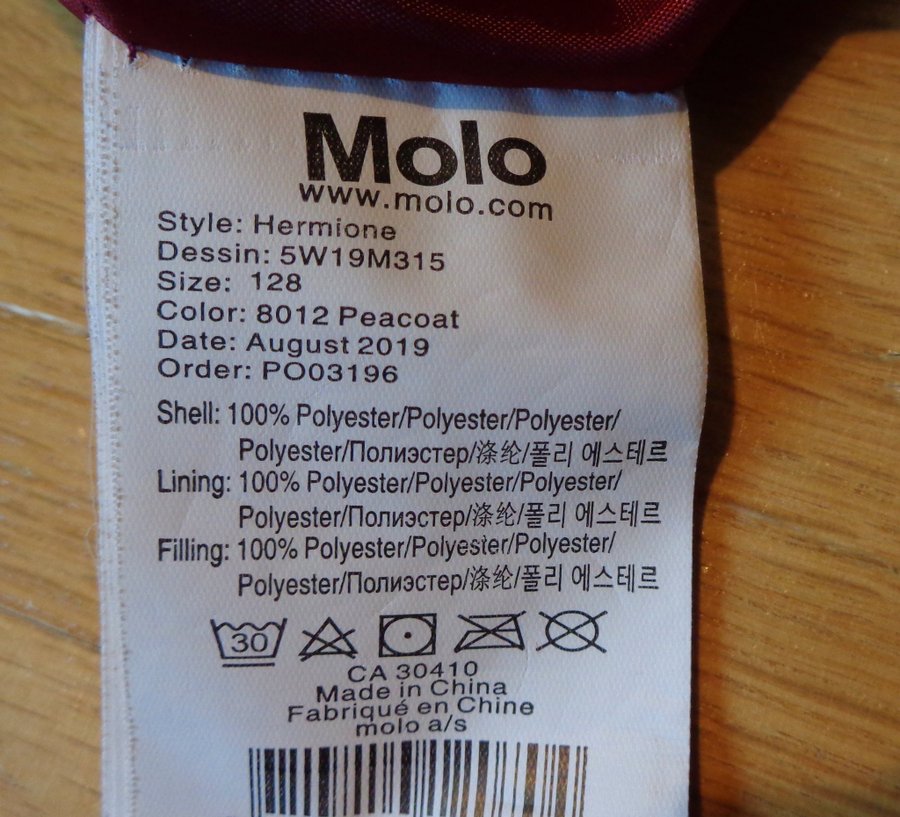 Molo
www.molo.com
Style: Hermione
Dessin: 5W19M315
Size: 128
Color: 8012 Peacoat
Date: August 2019
Order: PO03196
Shell: 100% Polyester/Polyester/Polyester/
Polyester/Полиэстер/涤纶/폴리 에스테르
Lining: 100% Polyester/Polyester/Polyester/
Polyester/Полиэстер/涤纶/폴리 에스테르
Filling: 100% Polyester/Polyester/Polyester/
Polyester/Полиэстер/涤纶/폴리 에스테르
30
CA 30410
Made in China
Fabriqué en Chine
molo a/s